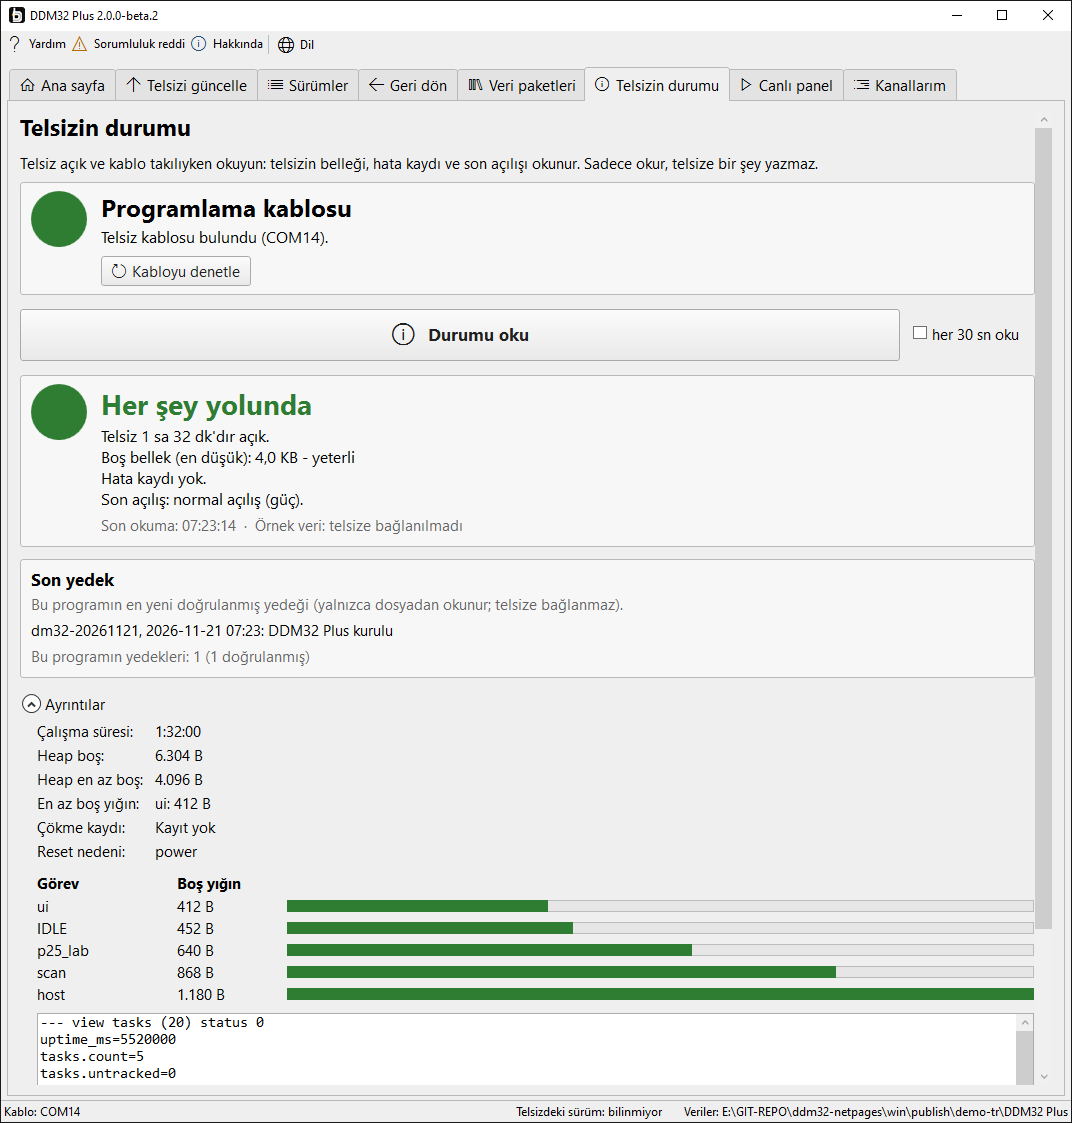 DDM32 Plus 2.0.0-beta.2
Yardım Sorumluluk reddi Hakkında Dil
Ana sayfa Telsizi güncelle Sürümler Geri dön Veri paketleri Telsizin durumu Canlı panel Kanallarım
Telsizin durumu
Telsiz açık ve kablo takılıyken okuyun: telsizin belleği, hata kaydı ve son açılışı okunur. Sadece okur, telsize bir şey yazmaz.
Programlama kablosu
Telsiz kablosu bulundu (COM14).
Kabloyu denetle
Durumu oku
her 30 sn oku
Her şey yolunda
Telsiz 1 sa 32 dk'dır açık.
Boş bellek (en düşük): 4,0 KB - yeterli
Hata kaydı yok.
Son açılış: normal açılış (güç).
Son okuma: 07:23:14 · Örnek veri: telsize bağlanılmadı
Son yedek
Bu programın en yeni doğrulanmış yedeği (yalnızca dosyadan okunur; telsize bağlanmaz).
dm32-20261121, 2026-11-21 07:23: DDM32 Plus kurulu
Bu programın yedekleri: 1 (1 doğrulanmış)
Ayrıntılar
Çalışma süresi: 1:32:00
Heap boş: 6.304 B
Heap en az boş: 4.096 B
En az boş yığın: ui: 412 B
Çökme kaydı: Kayıt yok
Reset nedeni: power
Görev Boş yığın
ui 412 B
IDLE 452 B
p25_lab 640 B
scan 868 B
host 1.180 B
--- view tasks (20) status 0
uptime_ms=5520000
tasks.count=5
tasks.untracked=0
Kablo: COM14 Telsizdeki sürüm: bilinmiyor Veriler: E:\GIT-REPO\ddm32-netpages\win\publish\demo-tr\DDM32 Plus